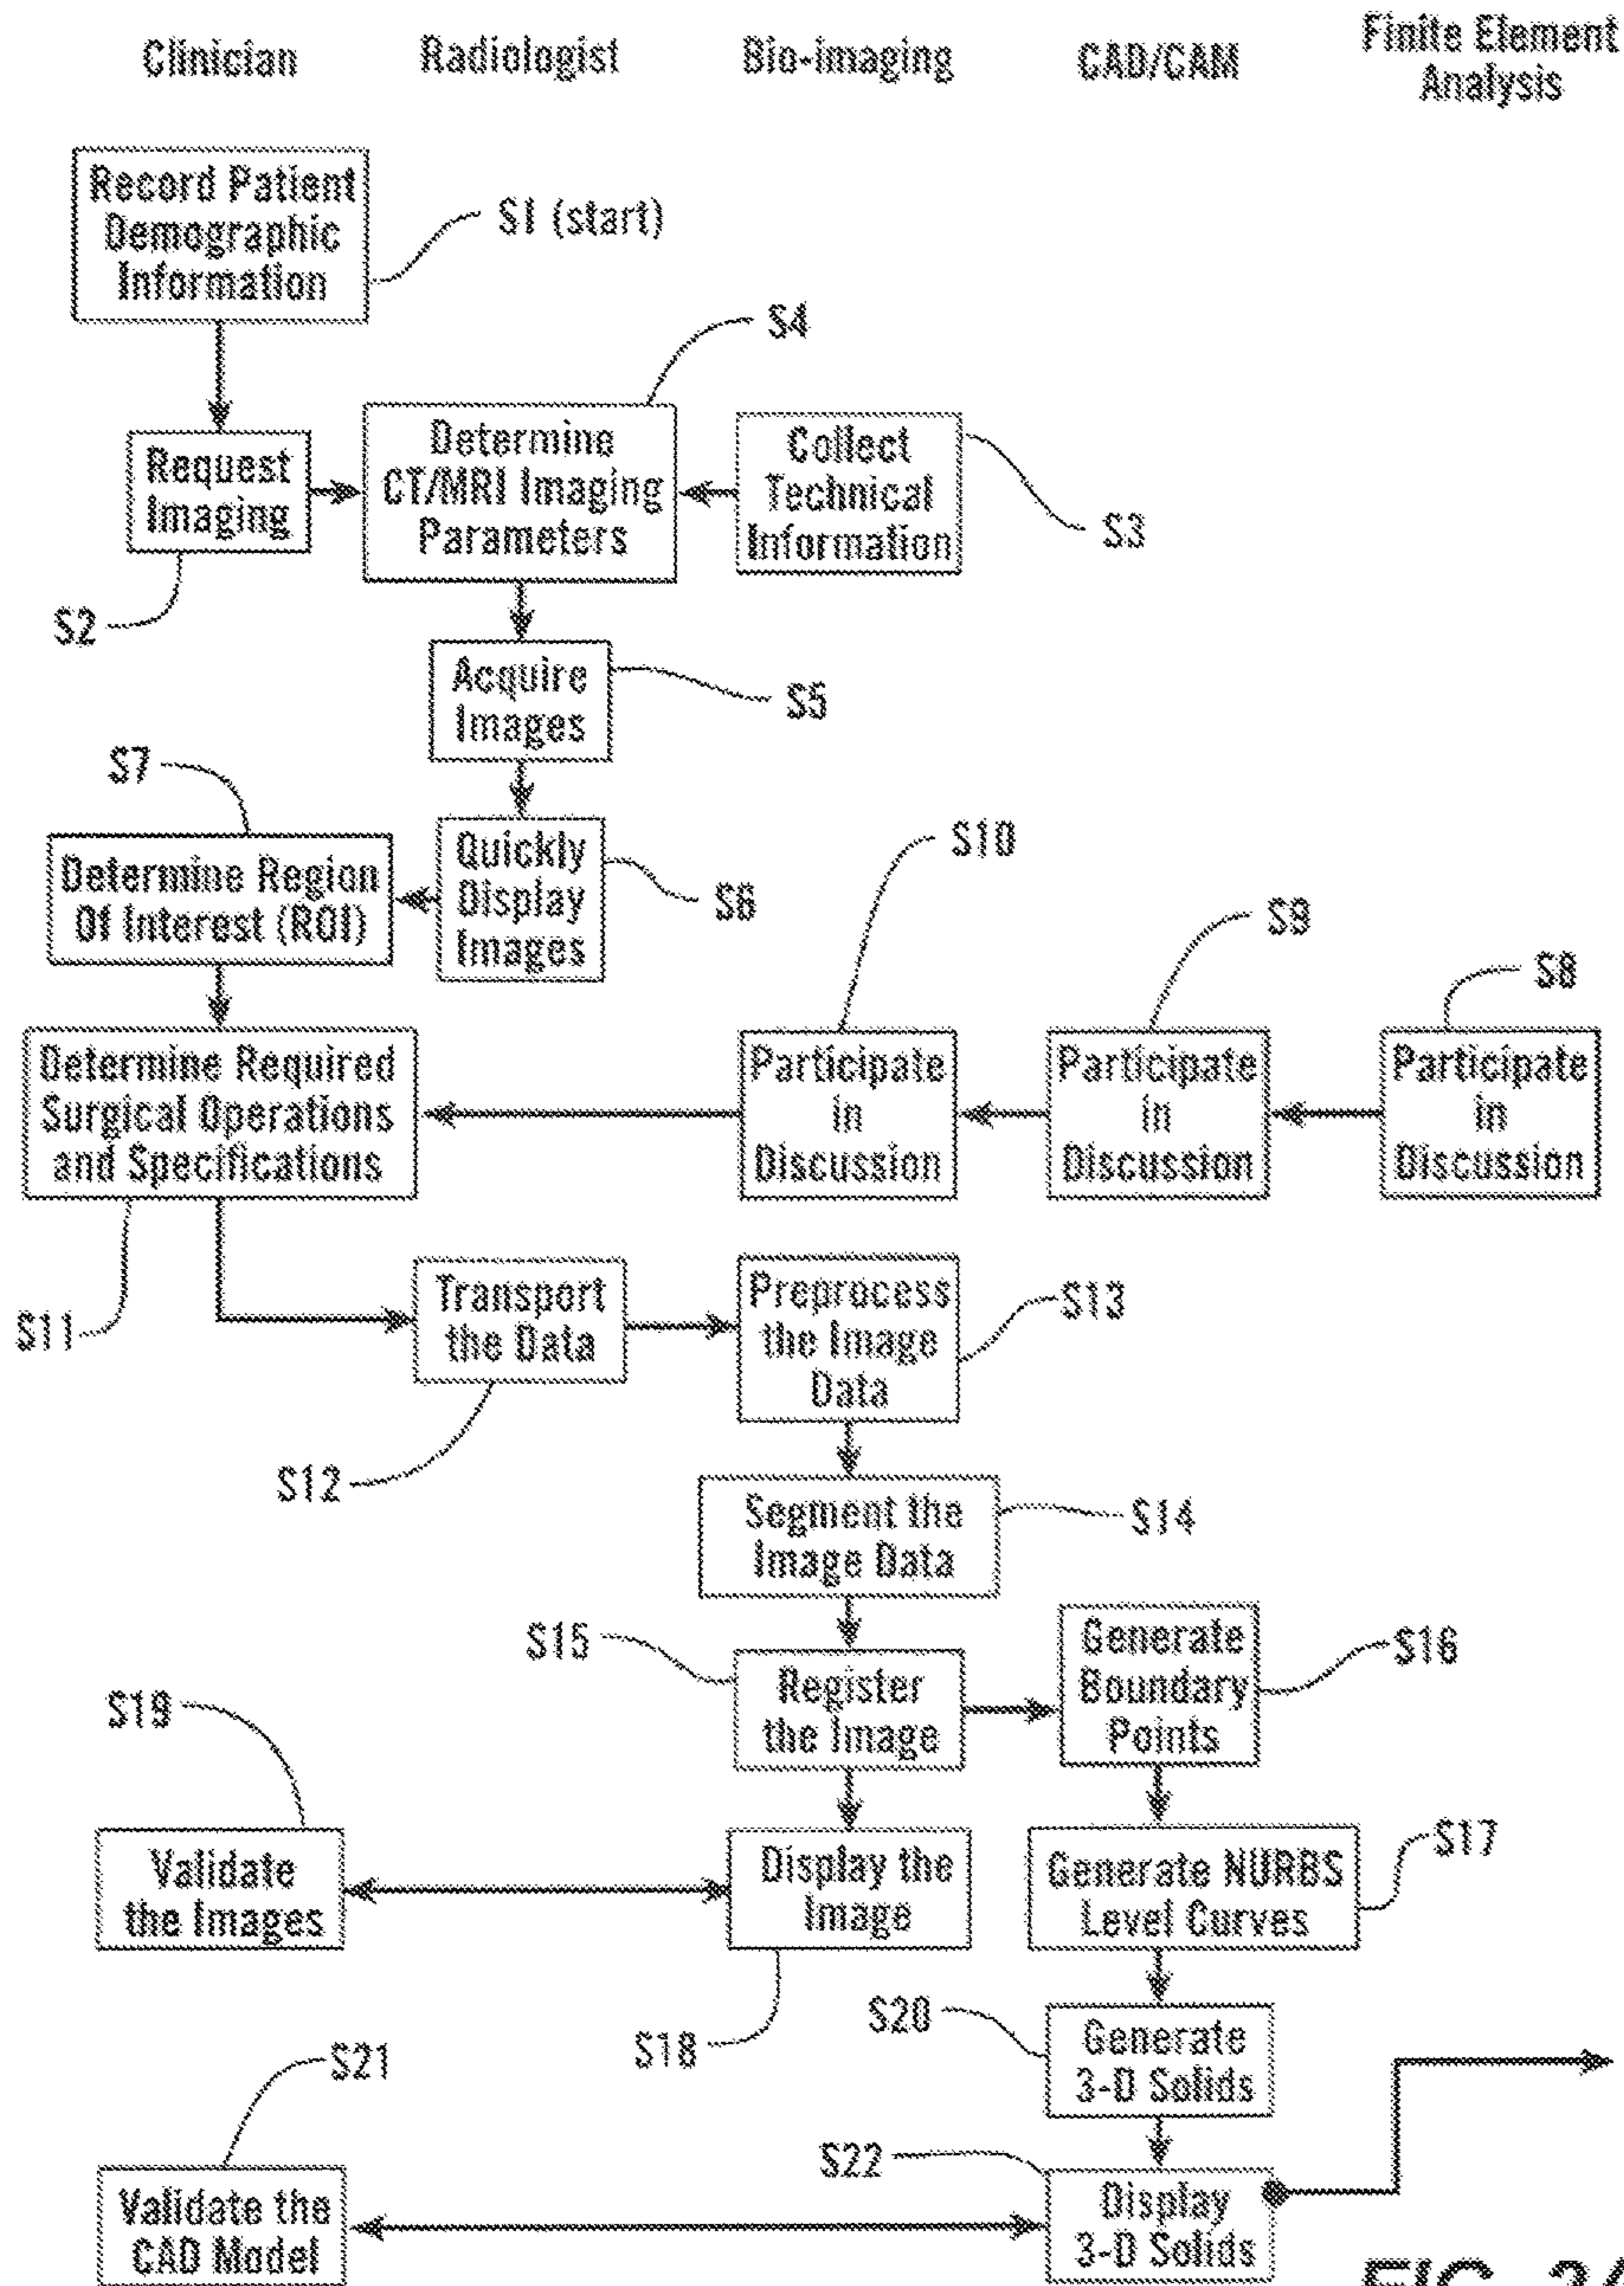 Clinician
Radiologist
Bio-imaging
CAD/CAM
Finite Element
Analysis
Record Patient
Demographic
Information
S1 (start)
S4
Request
Imaging
Determine
CT/MRI Imaging
Parameters
Collect
Technical
Information
S3
S2
Acquire
Images
S5
S7
Determine Region
Of Interest (ROI)
Quickly
Display
Images
S6
S10
S9
S8
Determine Required
Surgical Operations
and Specifications
Participate
in
Discussion
Participate
in
Discussion
Participate
in
Discussion
S11
Transport
the Data
Preprocess
the Image
Data
S13
S12
Segment the
Image Data
S14
S15
Register
the Image
Generate
Boundary
Points
S16
S19
Validate
the Images
Display the
Image
Generate NURBS
Level Curves
S17
S18
S20
Generate
3-D Solids
S21
S22
Validate the
CAD Model
Display
3-D Solids